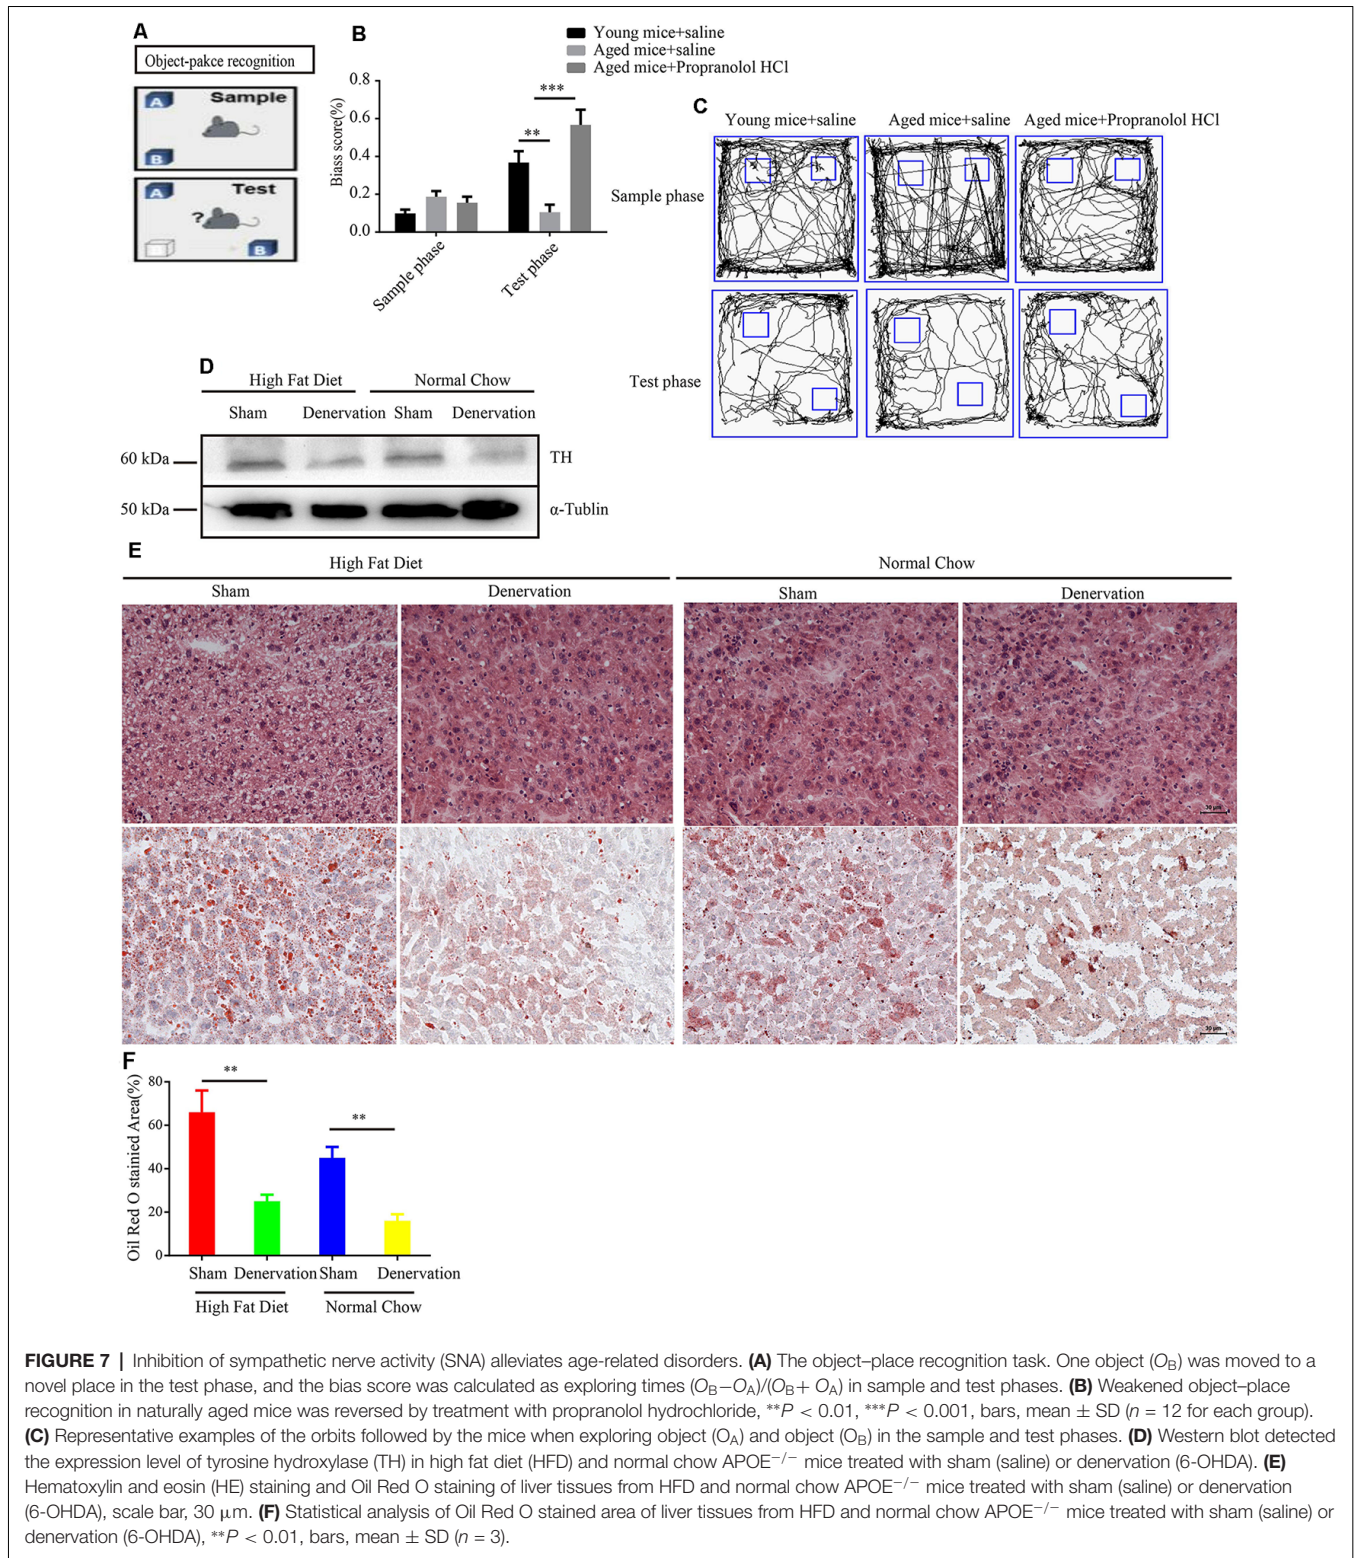 A
Object-pakce recognition
A
Sample
B
A
Test
?
B
B
Young mice+saline
Aged mice+saline
Aged mice+Propranolol HCl
Biass score(%)
0.8
0.6
0.4
0.2
0.0
**
***
Sample phase
Test phase
C
Young mice+saline
Aged mice+saline
Aged mice+Propranolol HCl
Sample phase
Test phase
D
High Fat Diet
Normal Chow
Sham
Denervation
Sham
Denervation
60 kDa
TH
50 kDa
α-Tublin
E
High Fat Diet
Normal Chow
Sham
Denervation
Sham
Denervation
30 μm
30 μm
F
Oil Red O stainied Area(%)
80
60
40
20
0
**
**
Sham
Denervation
Sham
Denervation
High Fat Diet
Normal Chow
FIGURE 7 | Inhibition of sympathetic nerve activity (SNA) alleviates age-related disorders. (A) The object–place recognition task. One object (OB) was moved to a
novel place in the test phase, and the bias score was calculated as exploring times (OB−OA)/(OB+ OA) in sample and test phases. (B) Weakened object–place
recognition in naturally aged mice was reversed by treatment with propranolol hydrochloride, **P < 0.01, ***P < 0.001, bars, mean ± SD (n = 12 for each group).
(C) Representative examples of the orbits followed by the mice when exploring object (OA) and object (OB) in the sample and test phases. (D) Western blot detected
the expression level of tyrosine hydroxylase (TH) in high fat diet (HFD) and normal chow APOE−/− mice treated with sham (saline) or denervation (6-OHDA). (E)
Hematoxylin and eosin (HE) staining and Oil Red O staining of liver tissues from HFD and normal chow APOE−/− mice treated with sham (saline) or denervation
(6-OHDA), scale bar, 30 μm. (F) Statistical analysis of Oil Red O stained area of liver tissues from HFD and normal chow APOE−/− mice treated with sham (saline) or
denervation (6-OHDA), **P < 0.01, bars, mean ± SD (n = 3).